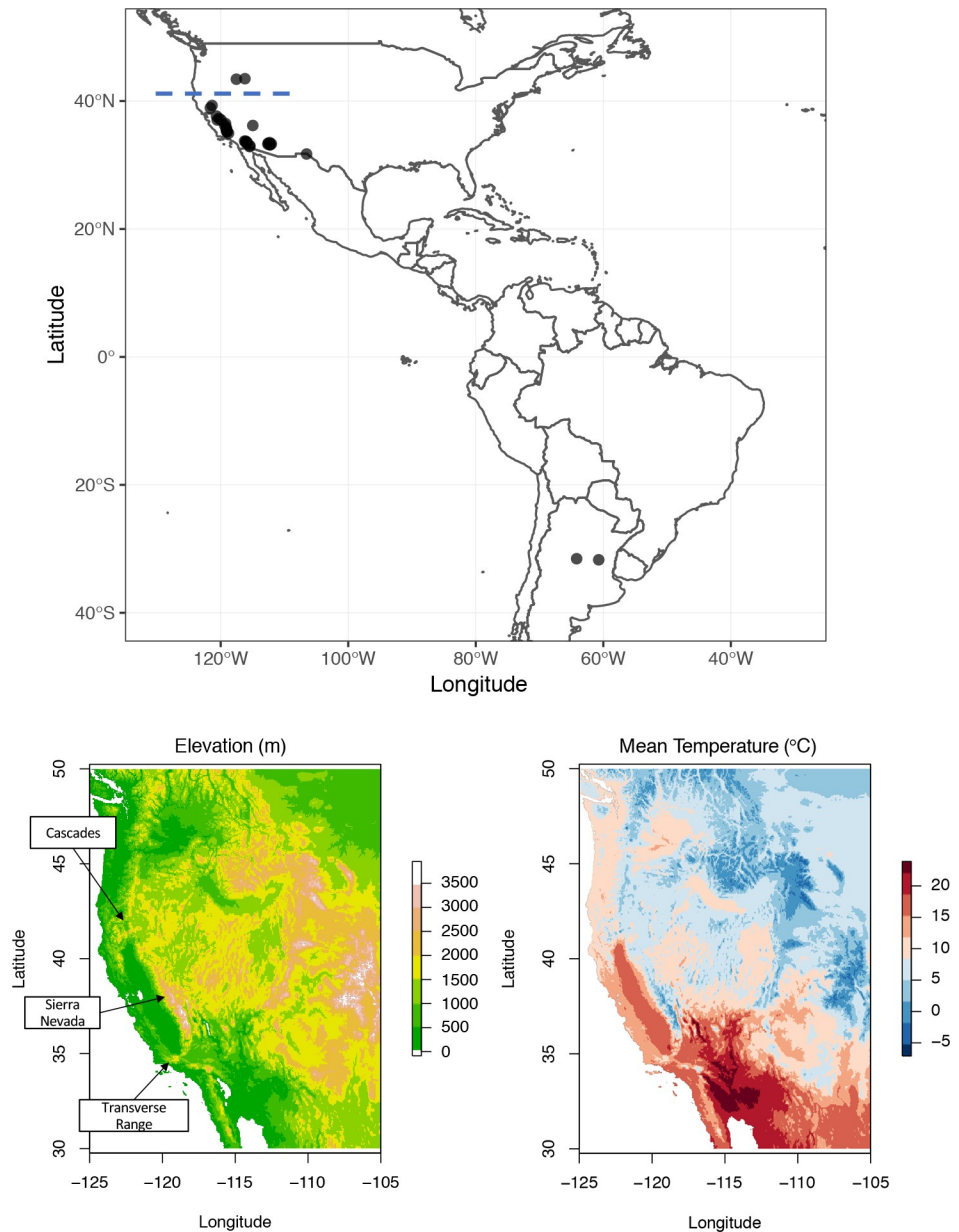 40°N
20°N
0°
20°S
40°S
Latitude
120°W 100°W 80°W 60°W 40°W
Longitude
Elevation (m)
50
45
40
35
30
Latitude
−125 −120 −115 −110 −105
Longitude
Cascades
Sierra
Nevada
Transverse
Range
3500
3000
2500
2000
1500
1000
500
0
Mean Temperature (°C)
50
45
40
35
30
Latitude
−125 −120 −115 −110 −105
Longitude
20
15
10
5
0
−5